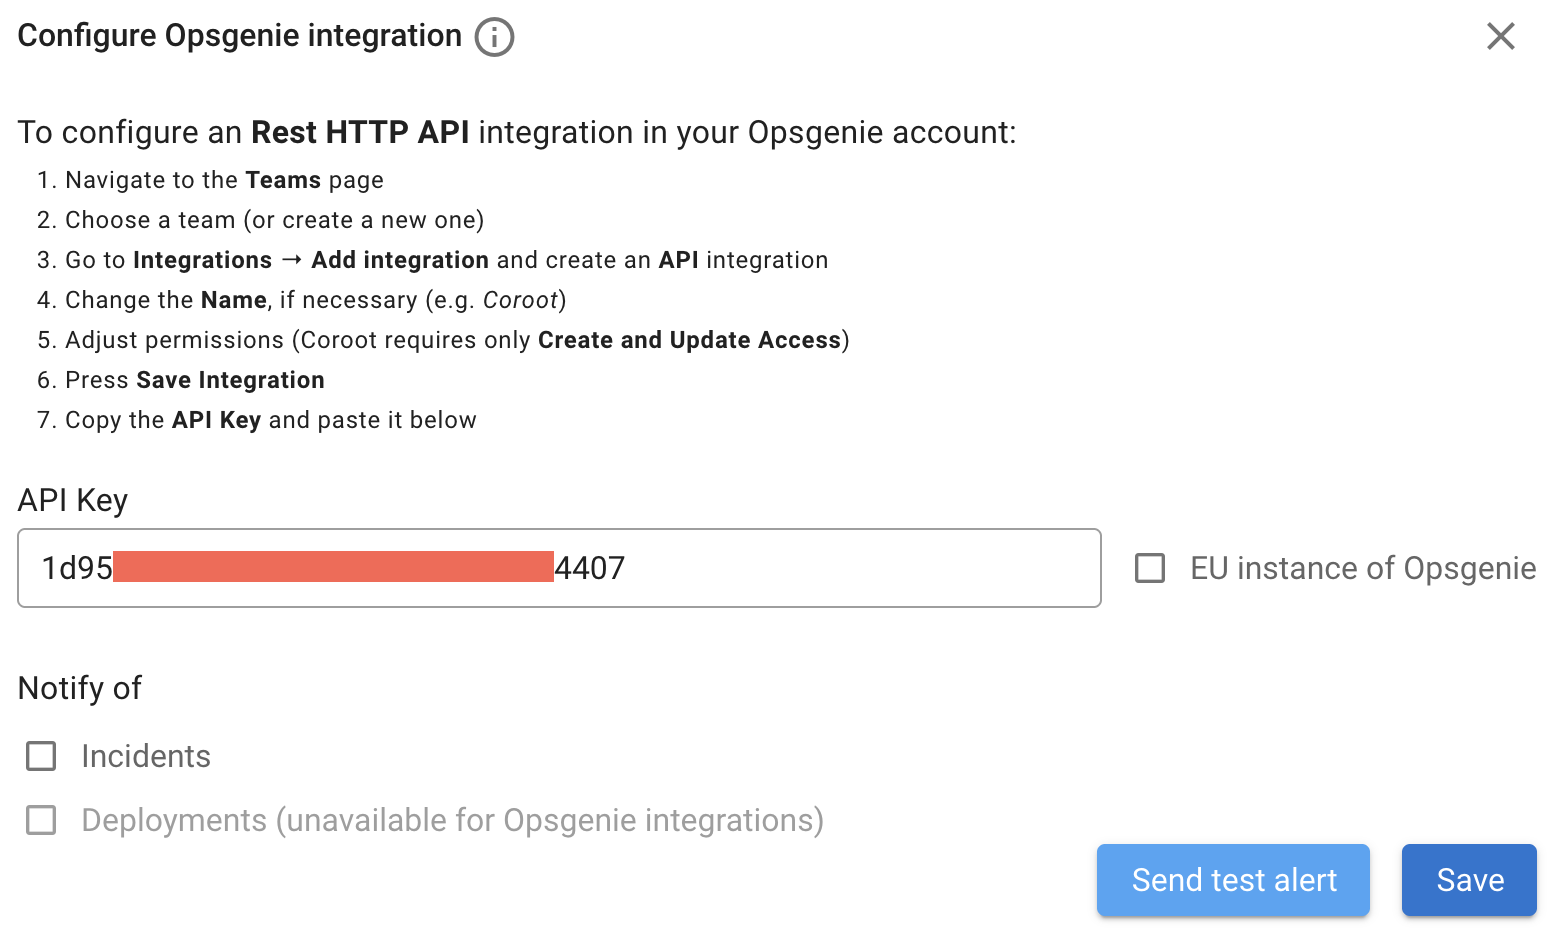 Configure Opsgenie integration
To configure an Rest HTTP API integration in your Opsgenie account:
1. Navigate to the Teams page
2. Choose a team (or create a new one)
3. Go to Integrations → Add integration and create an API integration
4. Change the Name, if necessary (e.g. Coroot)
5. Adjust permissions (Coroot requires only Create and Update Access)
6. Press Save Integration
7. Copy the API Key and paste it below
API Key
1d95 4407
EU instance of Opsgenie
Notify of
Incidents
Deployments (unavailable for Opsgenie integrations)
Send test alert
Save